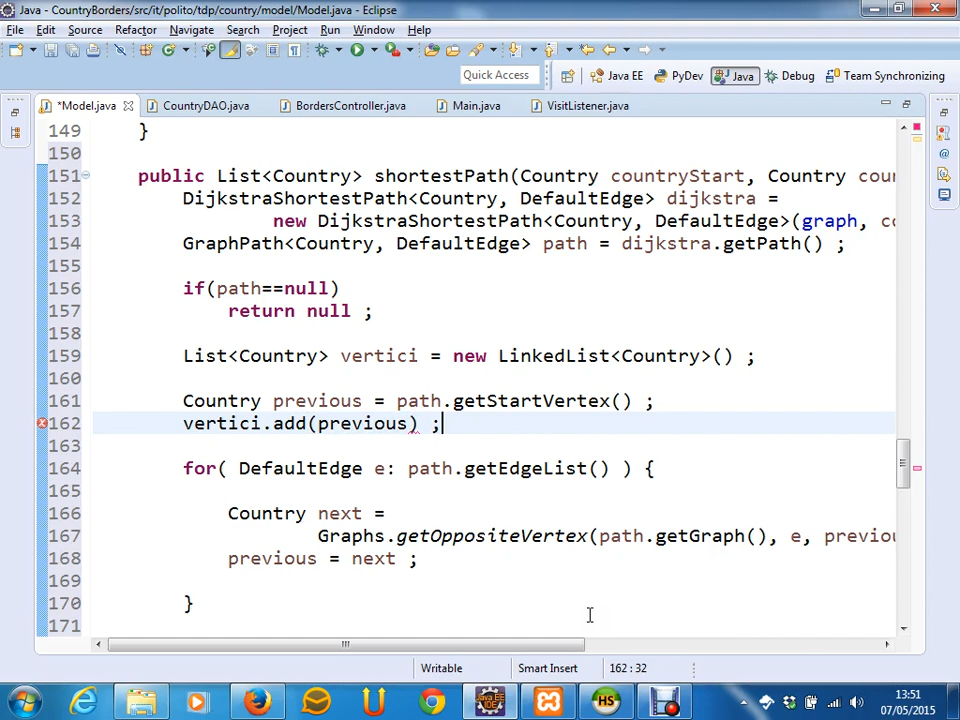 Java - CountryBorders/src/it/polito/tdp/country/model/Model.java - Eclipse
File Edit Source Refactor Navigate Search Project Run Window Help
Quick Access Java EE PyDev Java Debug Team Synchronizing
*Model.java CountryDAO.java BordersController.java Main.java VisitListener.java
149 }
150
151 public List<Country> shortestPath(Country countryStart, Country coun
152 DijkstraShortestPath<Country, DefaultEdge> dijkstra =
153 new DijkstraShortestPath<Country, DefaultEdge>(graph, co
154 GraphPath<Country, DefaultEdge> path = dijkstra.getPath() ;
155
156 if(path==null)
157 return null ;
158
159 List<Country> vertici = new LinkedList<Country>() ;
160
161 Country previous = path.getStartVertex() ;
162 vertici.add(previous) ;
163
164 for( DefaultEdge e: path.getEdgeList() ) {
165
166 Country next =
167 Graphs.getOppositeVertex(path.getGraph(), e, previou
168 previous = next ;
169
170 }
171
Writable Smart Insert 162 : 32
13:51
07/05/2015